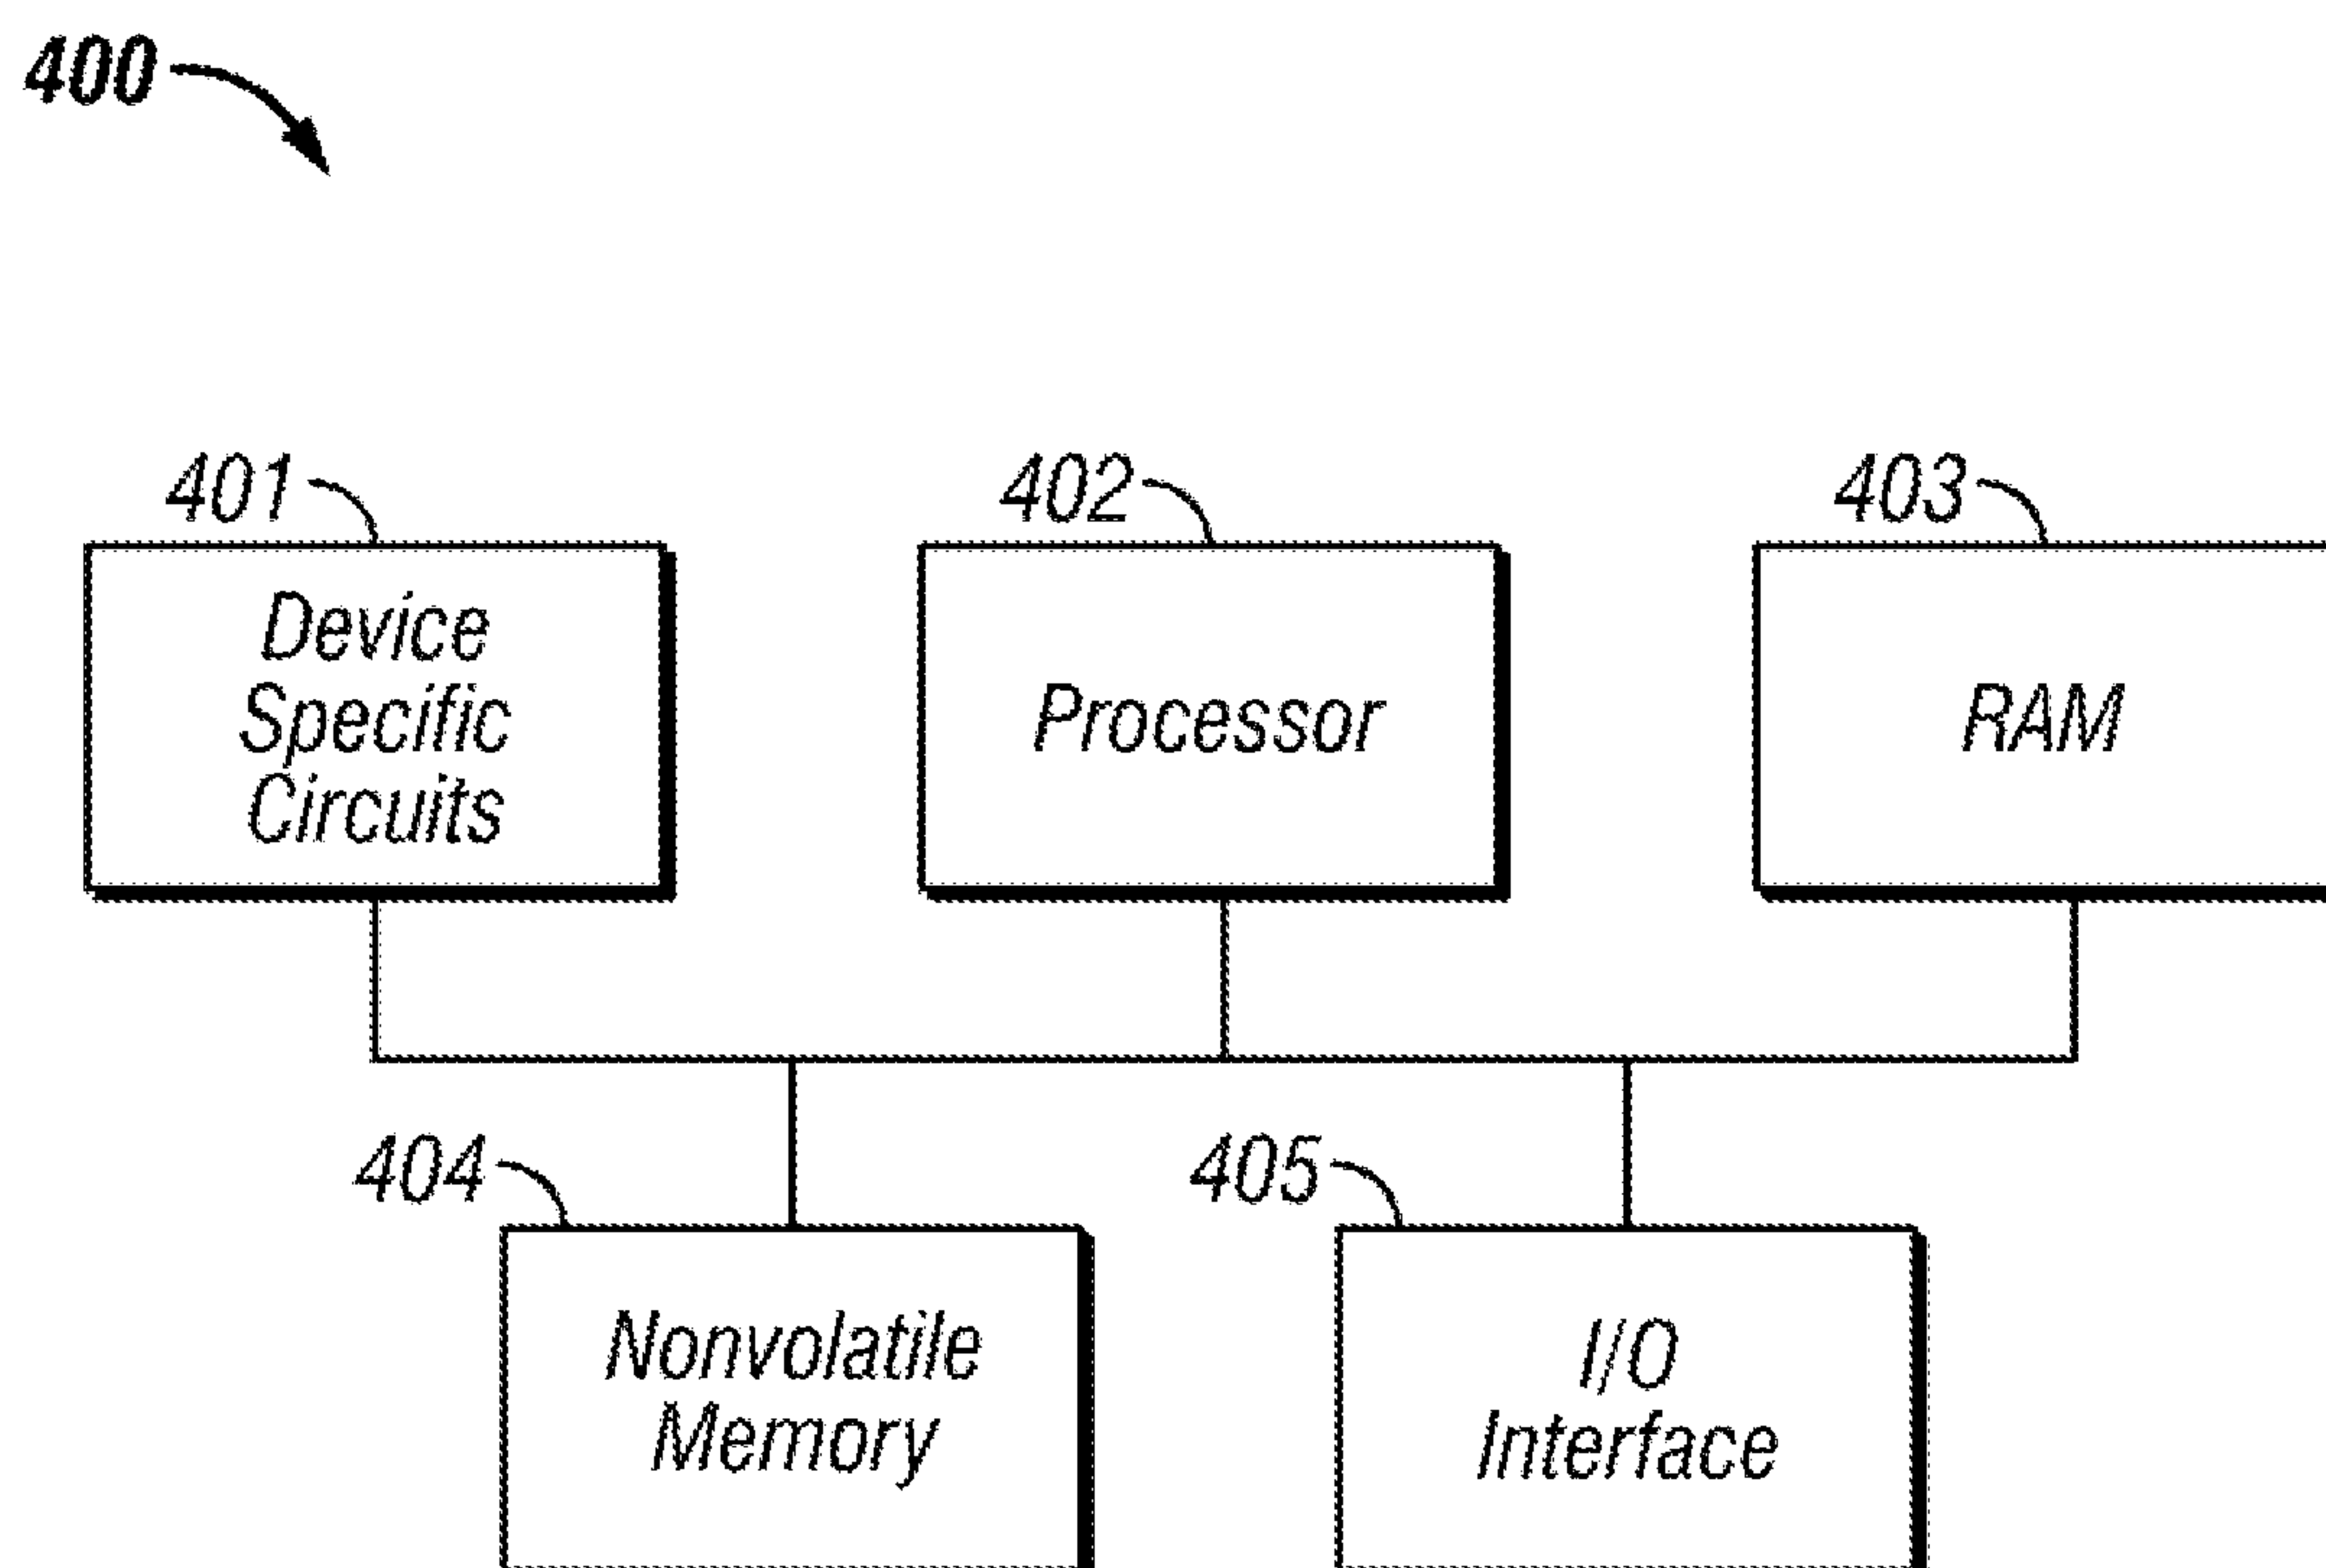 400
401
402
403
Device
Specific
Circuits
Processor
RAM
404
405
Nonvolatile
Memory
I/O
Interface